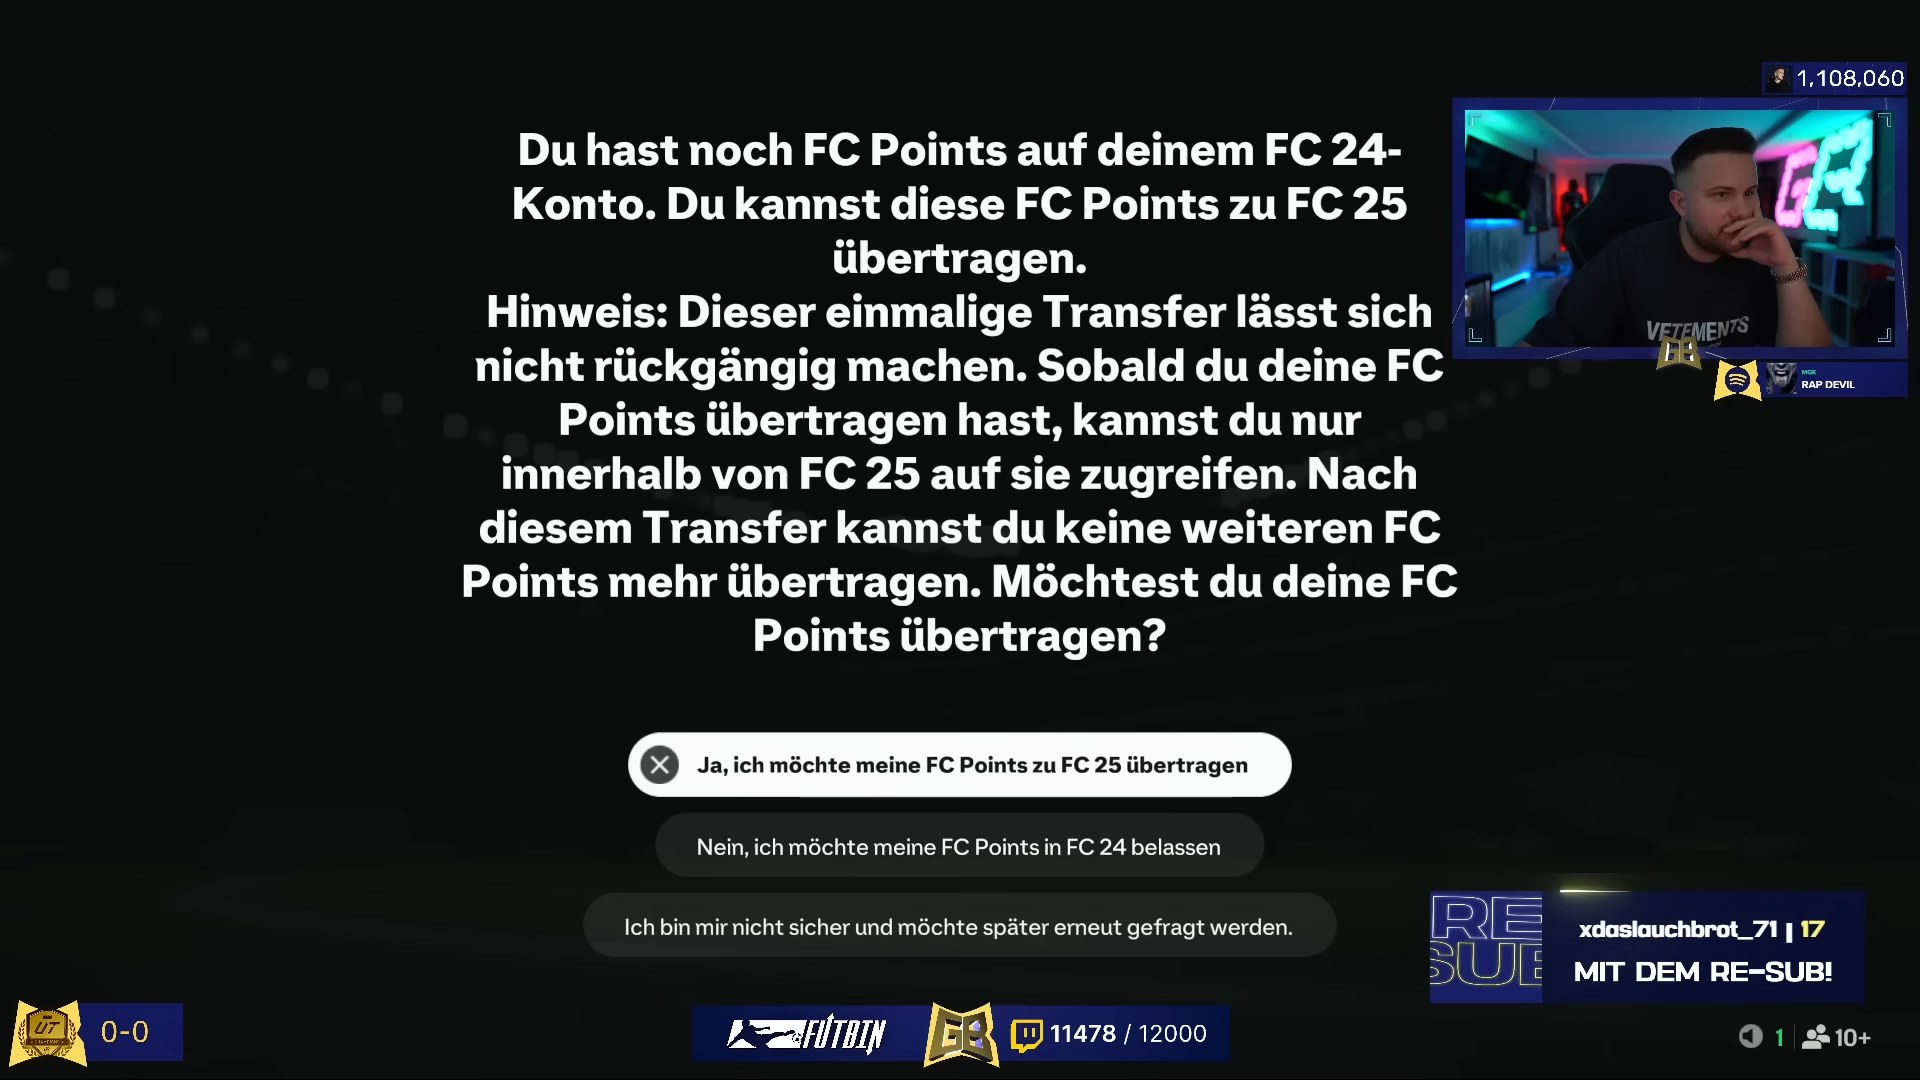 1,108,060
Du hast noch FC Points auf deinem FC 24-
Konto. Du kannst diese FC Points zu FC 25
übertragen.
Hinweis: Dieser einmalige Transfer lässt sich
nicht rückgängig machen. Sobald du deine FC
Points übertragen hast, kannst du nur
innerhalb von FC 25 auf sie zugreifen. Nach
diesem Transfer kannst du keine weiteren FC
Points mehr übertragen. Möchtest du deine FC
Points übertragen?
VETEMENTS
GB
MGK
RAP DEVIL
Ja, ich möchte meine FC Points zu FC 25 übertragen
Nein, ich möchte meine FC Points in FC 24 belassen
Ich bin mir nicht sicher und möchte später erneut gefragt werden.
RE
SUB
xdaslauchbrot_71 | 17
MIT DEM RE-SUB!
UT
0-0
FUTBIN
GB
11478 / 12000
1
10+